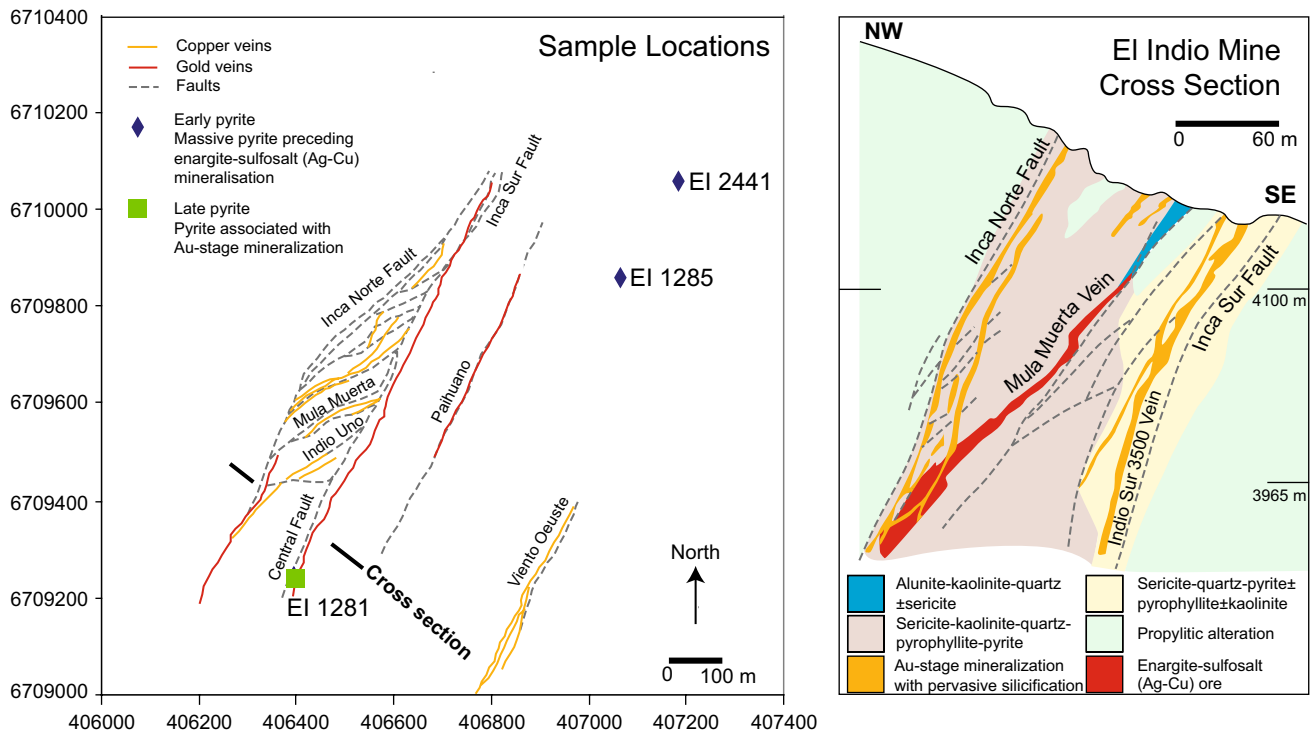 Sample Locations
Copper veins
Gold veins
Faults
Early pyrite
Massive pyrite preceding
enargite-sulfosalt (Ag-Cu)
mineralisation
Late pyrite
Pyrite associated with
Au-stage mineralization
6710400
6710200
6710000
6709800
6709600
6709400
6709200
6709000
406000
406200
406400
406600
406800
407000
407200
407400
Inca Sur Fault
EI 2441
EI 1285
Inca Norte Fault
Mula Muerta
Indio Uno
Paihuano
Central Fault
EI 1281
Cross section
Viento Oeuste
North
0 100 m
NW
El Indio Mine
Cross Section
0 60 m
SE
Inca Norte Fault
Mula Muerta Vein
Inca Sur Fault
Indio Sur 3500 Vein
4100 m
3965 m
Alunite-kaolinite-quartz
±sericite
Sericite-kaolinite-quartz-
pyrophyllite-pyrite
Au-stage mineralization
with pervasive silicification
Sericite-quartz-pyrite±
pyrophyllite±kaolinite
Propylitic alteration
Enargite-sulfosalt
(Ag-Cu) ore